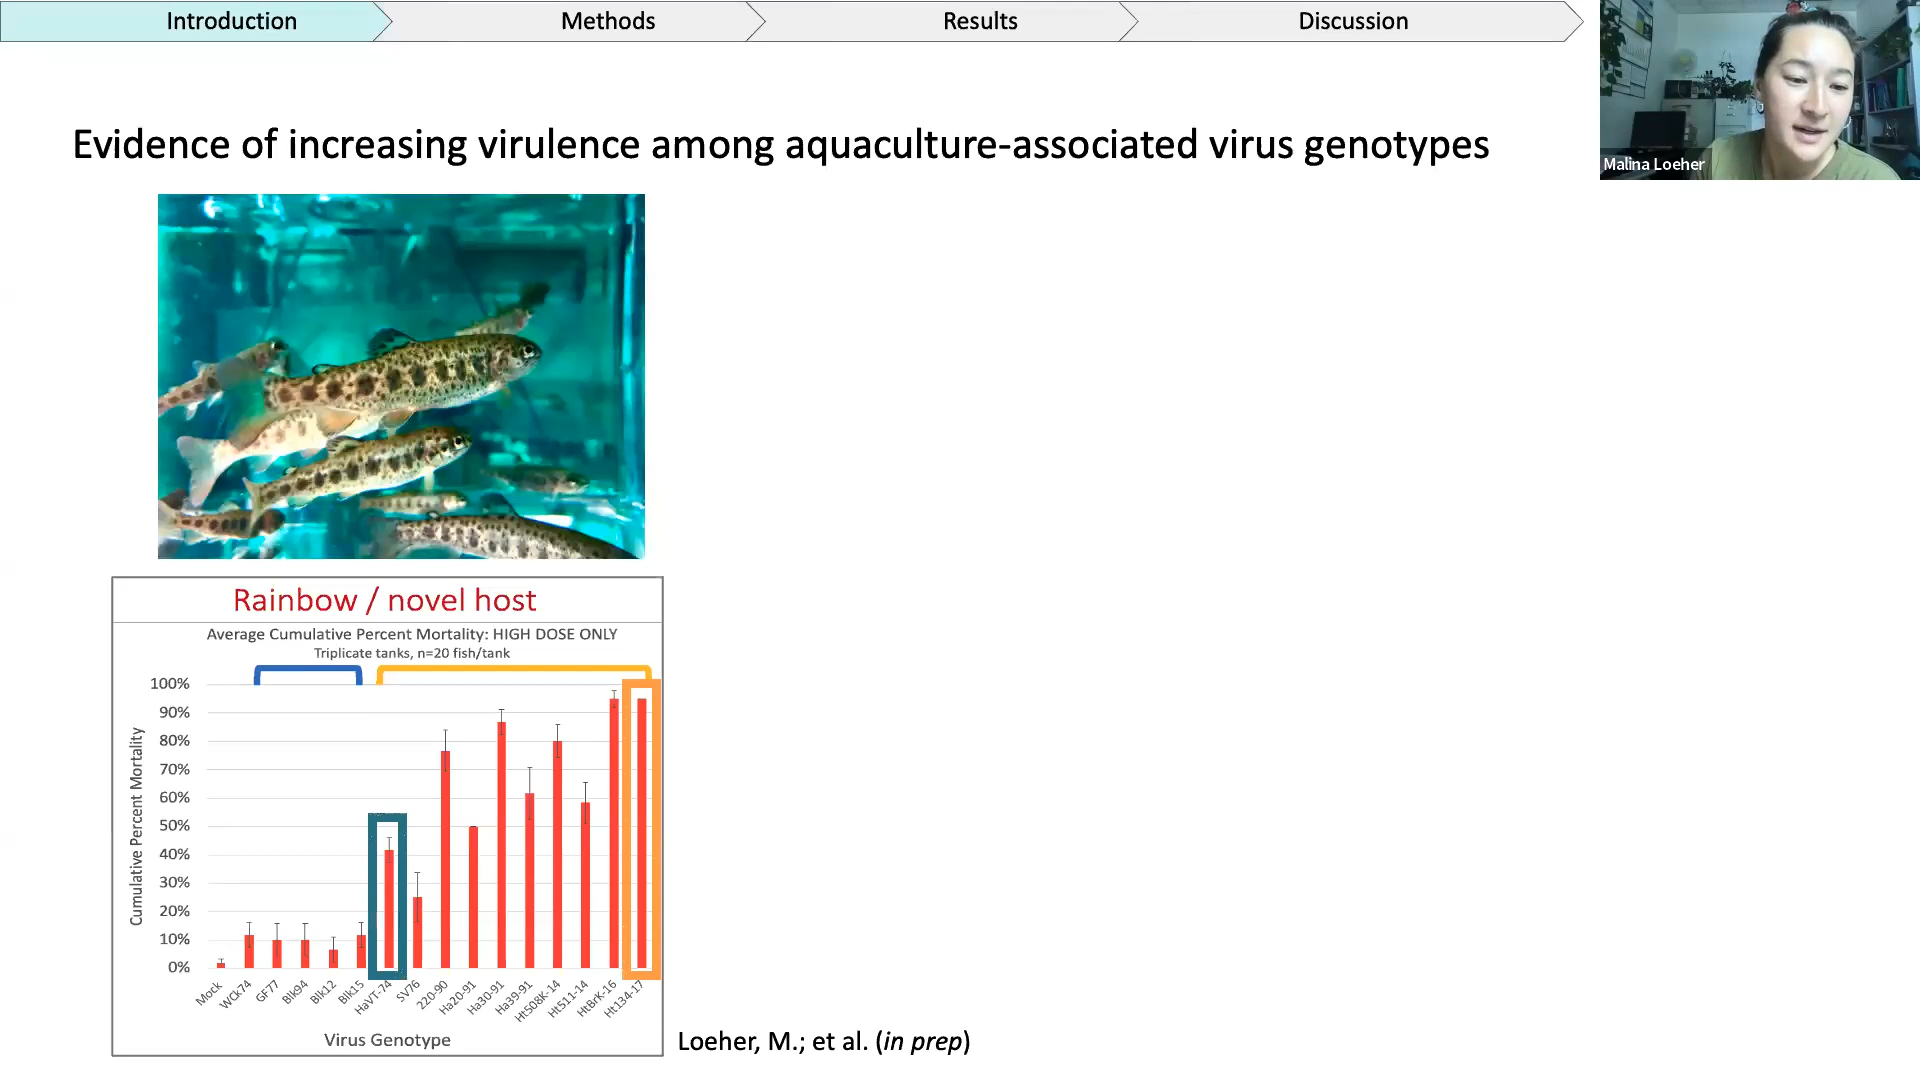 Introduction
Methods
Results
Discussion
Malina Loeher
Evidence of increasing virulence among aquaculture-associated virus genotypes
Rainbow / novel host
Average Cumulative Percent Mortality: HIGH DOSE ONLY
Triplicate tanks, n=20 fish/tank
Cumulative Percent Mortality
100%
90%
80%
70%
60%
50%
40%
30%
20%
10%
0%
Mock
WCk74
GF77
Blk94
Blk12
Blk15
HaVT-74
SV76
220-90
Ha20-91
Ha30-91
Ha39-91
Ht508K-14
Ht511-14
HtBrK-16
Ht134-17
Virus Genotype
Loeher, M.; et al. (in prep)